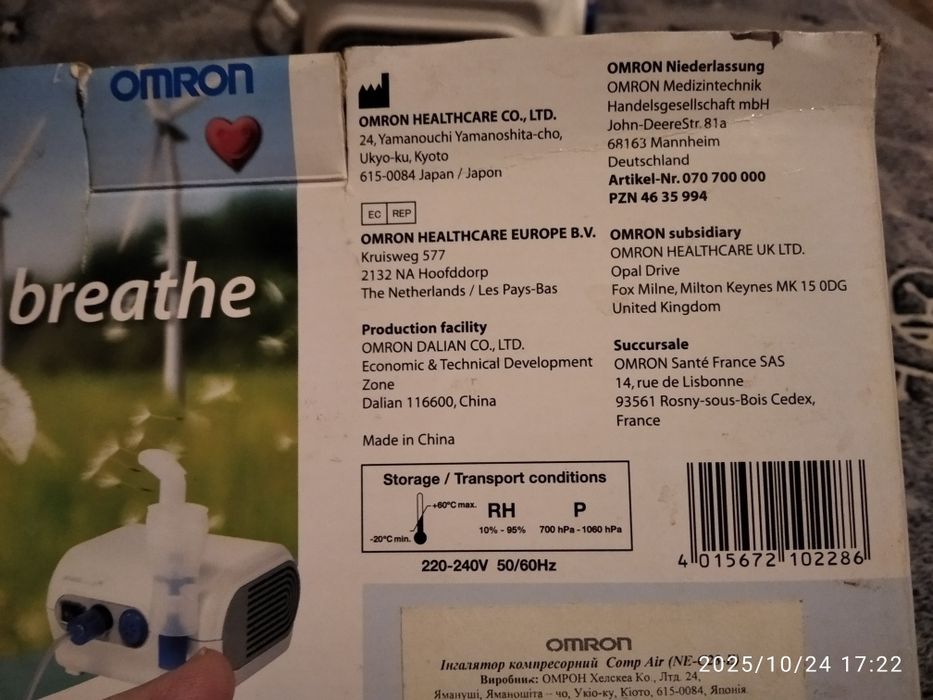 OMRON
breathe
OMRON HEALTHCARE CO., LTD.
24, Yamanouchi Yamanoshita-cho,
Ukyo-ku, Kyoto
615-0084 Japan / Japon
EC REP
OMRON HEALTHCARE EUROPE B.V.
Kruisweg 577
2132 NA Hoofddorp
The Netherlands / Les Pays-Bas
Production facility
OMRON DALIAN CO., LTD.
Economic & Technical Development
Zone
Dalian 116600, China
Made in China
OMRON Niederlassung
OMRON Medizintechnik
Handelsgesellschaft mbH
John-DeereStr. 81a
68163 Mannheim
Deutschland
Artikel-Nr. 070 700 000
PZN 46 35 994
OMRON subsidiary
OMRON HEALTHCARE UK LTD.
Opal Drive
Fox Milne, Milton Keynes MK 15 0DG
United Kingdom
Succursale
OMRON Santé France SAS
14, rue de Lisbonne
93561 Rosny-sous-Bois Cedex,
France
Storage / Transport conditions
+60°C max.
-20°C min.
RH
10% - 95%
P
700 hPa - 1060 hPa
220-240V 50/60Hz
4 015672 102286
OMRON
Інгалятор компресорний Comp Air (NE-
Виробник: ОМРОН Хелскеа Ко., Лтд. 24,
Яманучі, Яманошіта - чо, Укіо-ку, Кіото, 615-0084, Японія
2025/10/24 17:22